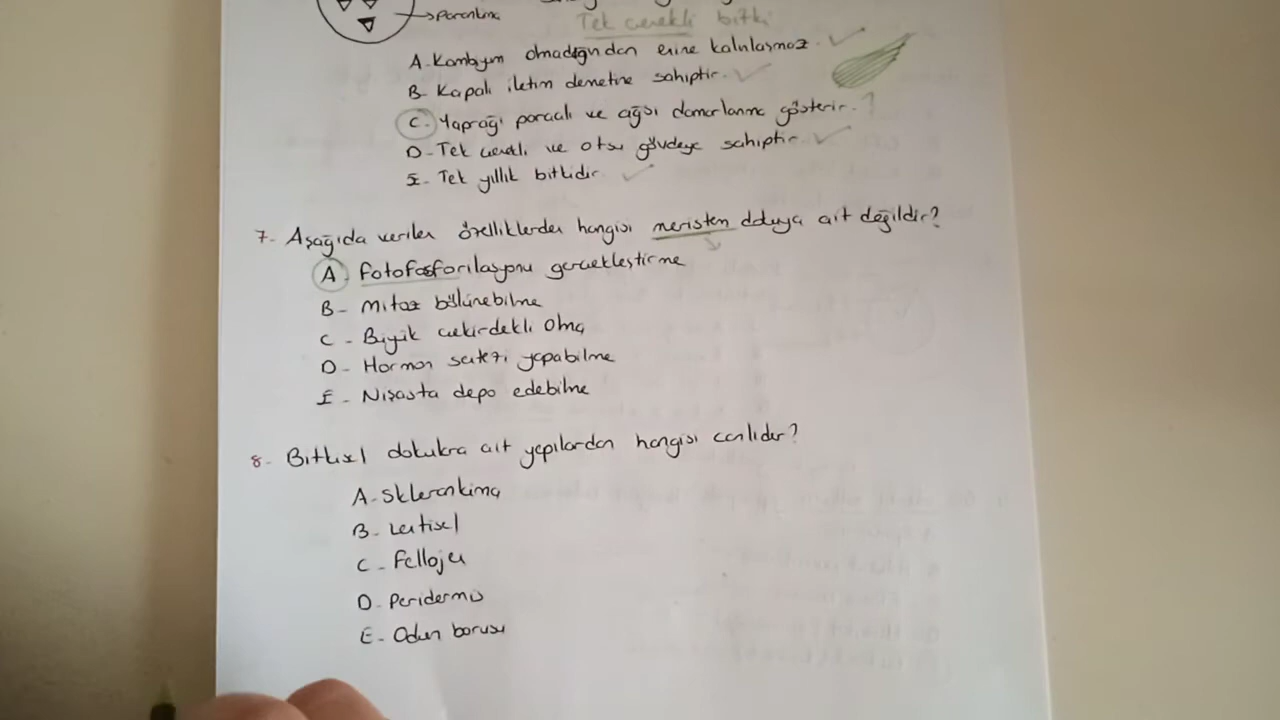 parankima
Tek çenekli bitki
A. Kambiyum olmadığından enine kalınlaşmaz.
B. Kapalı iletim demetine sahiptir.
C. Yaprağı paralel ve ağsı damarlanma gösterir. ?
D. Tek çenekli ve otsu gövdeye sahiptir.
E. Tek yıllık bitkidir.
7. Aşağıda verilen özelliklerden hangisi meristem dokuya ait değildir?
A. Fotofosforilasyonu gerçekleştirme
B- Mitoz bölünebilme
C - Büyük çekirdekli olma
D - Hormon sentezi yapabilme
E - Nişasta depo edebilme
8- Bitkisel dokulara ait yapılardan hangisi canlıdır?
A. Sklerankima
B. Lentisel
C - Fellojen
D. Peridermis
E- Odun borusu